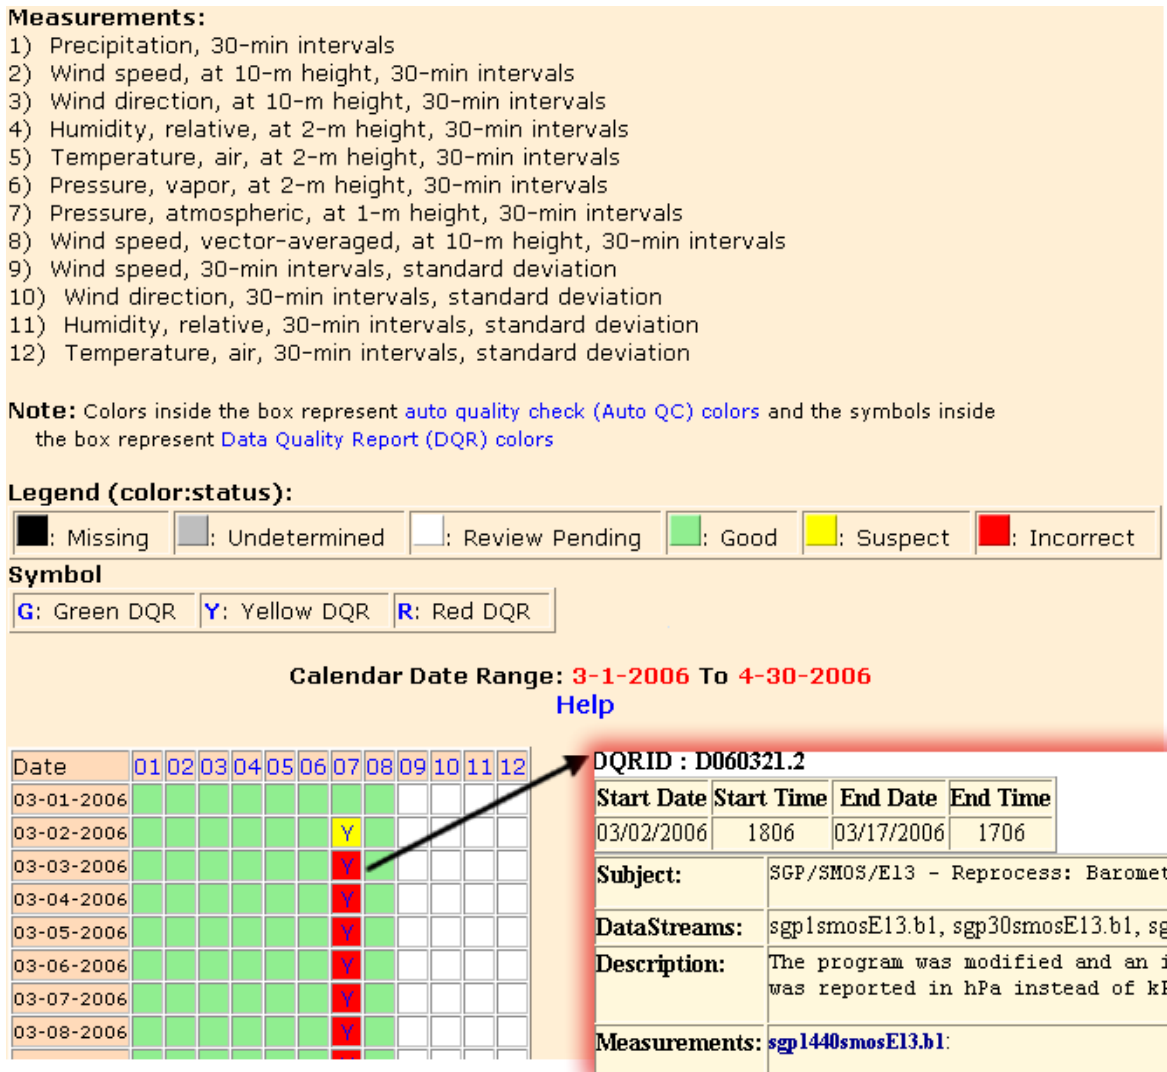 Measurements:
1) Precipitation, 30-min intervals
2) Wind speed, at 10-m height, 30-min intervals
3) Wind direction, at 10-m height, 30-min intervals
4) Humidity, relative, at 2-m height, 30-min intervals
5) Temperature, air, at 2-m height, 30-min intervals
6) Pressure, vapor, at 2-m height, 30-min intervals
7) Pressure, atmospheric, at 1-m height, 30-min intervals
8) Wind speed, vector-averaged, at 10-m height, 30-min intervals
9) Wind speed, 30-min intervals, standard deviation
10) Wind direction, 30-min intervals, standard deviation
11) Humidity, relative, 30-min intervals, standard deviation
12) Temperature, air, 30-min intervals, standard deviation
Note: Colors inside the box represent auto quality check (Auto QC) colors and the symbols inside
the box represent Data Quality Report (DQR) colors
Legend (color:status):
: Missing : Undetermined : Review Pending : Good : Suspect : Incorrect
Symbol
G: Green DQR Y: Yellow DQR R: Red DQR
Calendar Date Range: 3-1-2006 To 4-30-2006
Help
Date 01 02 03 04 05 06 07 08 09 10 11 12
03-01-2006
03-02-2006 Y
03-03-2006 Y
03-04-2006 Y
03-05-2006 Y
03-06-2006 Y
03-07-2006 Y
03-08-2006 Y
DQRID : D060321.2
Start Date Start Time End Date End Time
03/02/2006 1806 03/17/2006 1706
Subject: SGP/SMOS/E13 - Reprocess: Baromet
DataStreams: sgp1smosE13.b1, sgp30smosE13.b1, sg
Description: The program was modified and an i
was reported in hPa instead of kP
Measurements: sgp1440smosE13.b1: